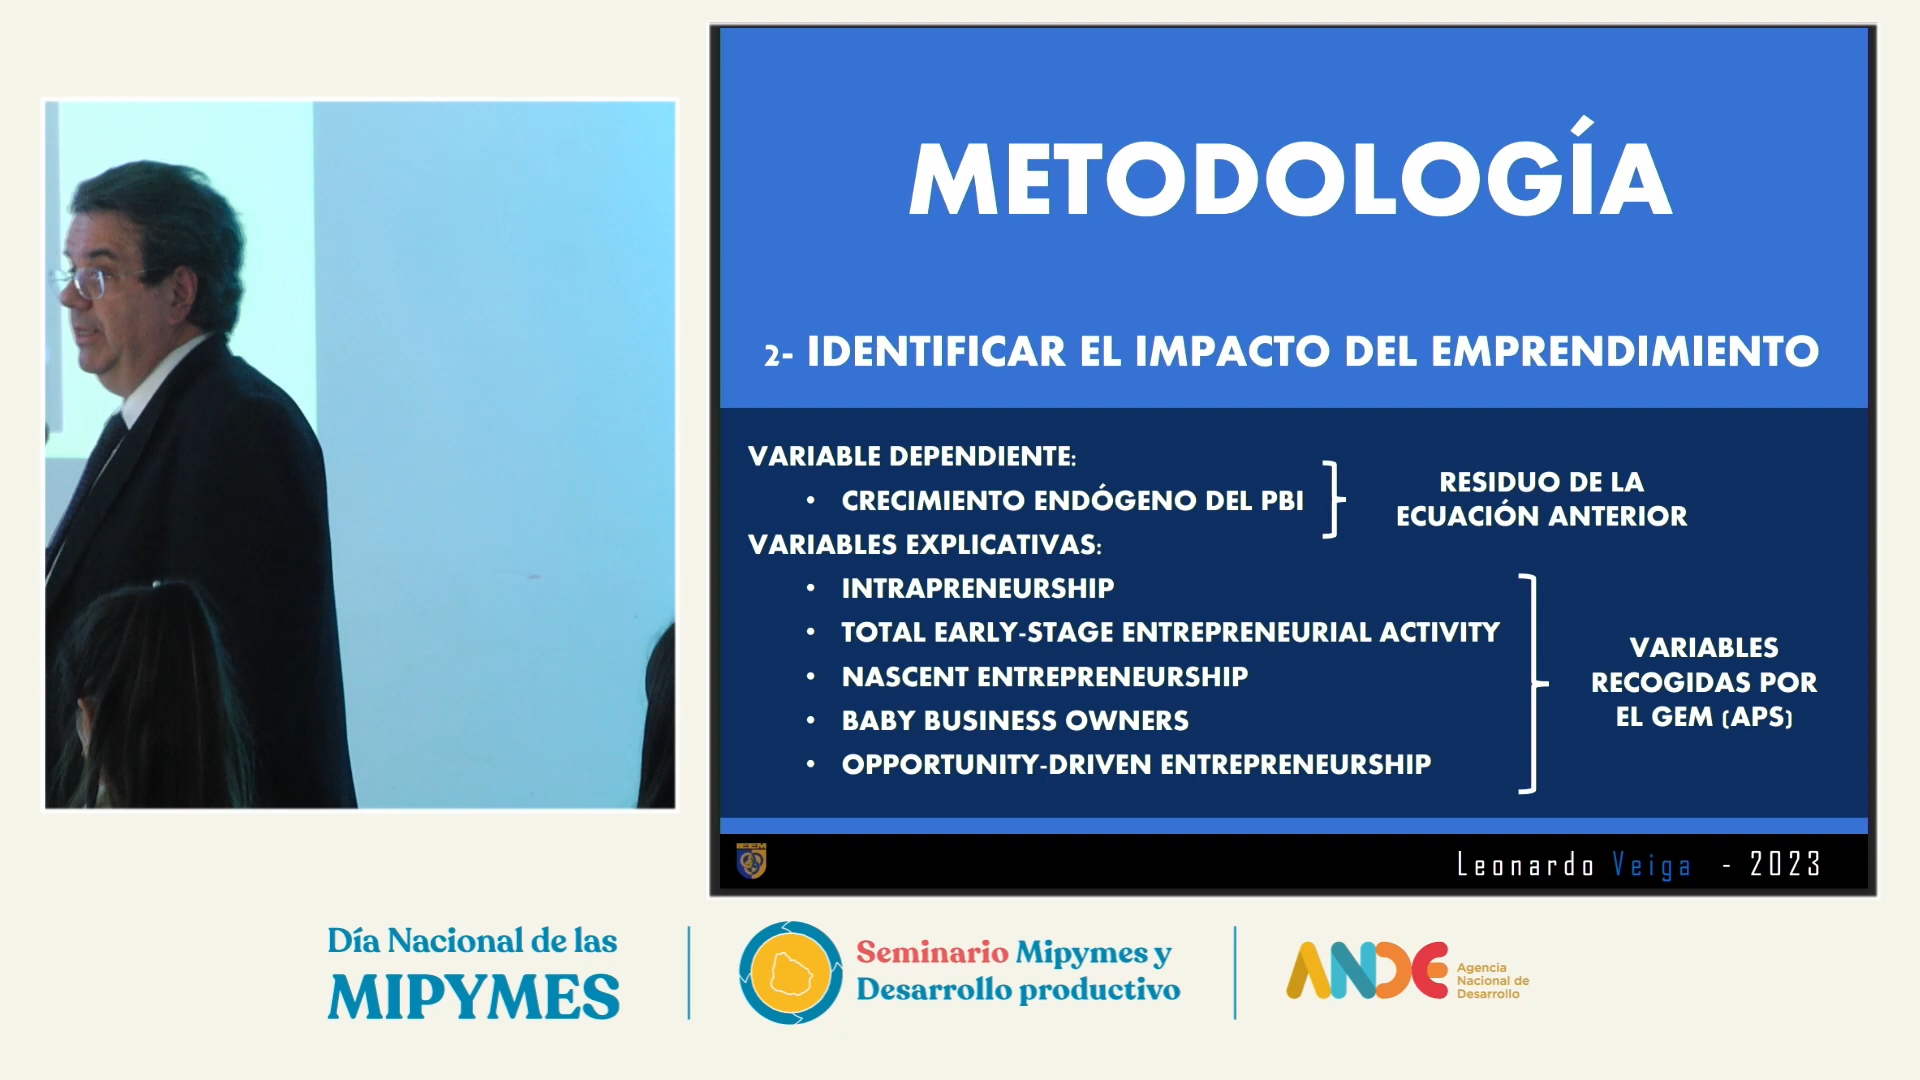 METODOLOGÍA
2- IDENTIFICAR EL IMPACTO DEL EMPRENDIMIENTO
VARIABLE DEPENDIENTE:
• CRECIMIENTO ENDÓGENO DEL PBI
RESIDUO DE LA
ECUACIÓN ANTERIOR
VARIABLES EXPLICATIVAS:
• INTRAPRENEURSHIP
• TOTAL EARLY-STAGE ENTREPRENEURIAL ACTIVITY
• NASCENT ENTREPRENEURSHIP
• BABY BUSINESS OWNERS
• OPPORTUNITY-DRIVEN ENTREPRENEURSHIP
VARIABLES
RECOGIDAS POR
EL GEM (APS)
IEEM
Leonardo Veiga - 2023
Día Nacional de las
MIPYMES
Seminario Mipymes y
Desarrollo productivo
ANDE
Agencia
Nacional de
Desarrollo